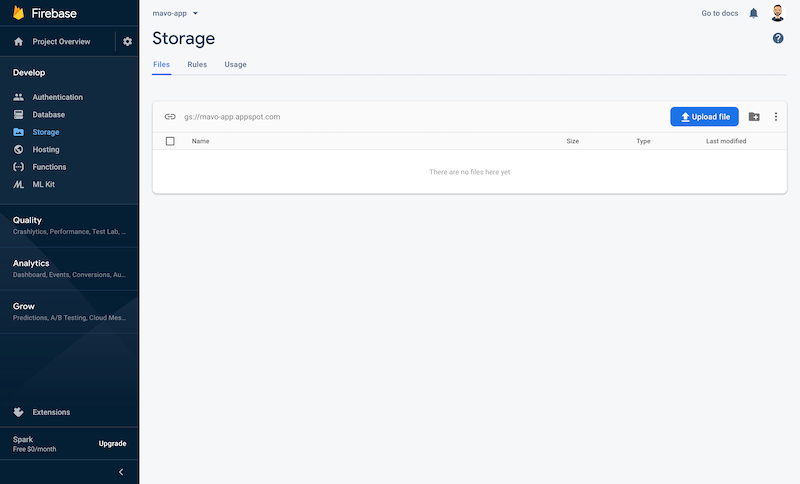 Firebase
Project Overview
Develop
Authentication
Database
Storage
Hosting
Functions
ML Kit
Quality
Crashlytics, Performance, Test Lab, ...
Analytics
Dashboard, Events, Conversions, Au...
Grow
Predictions, A/B Testing, Cloud Mes...
Extensions
Spark
Free $0/month
Upgrade
mavo-app
Go to docs
Storage
Files Rules Usage
gs://mavo-app.appspot.com
Upload file
Name Size Type Last modified
There are no files here yet